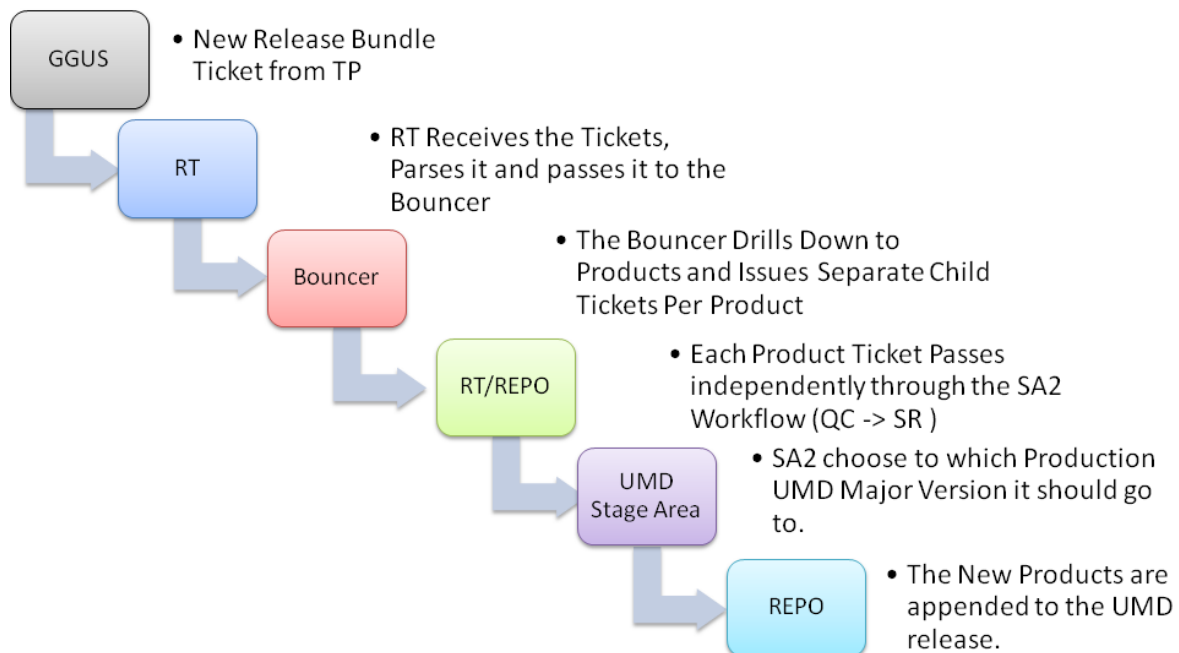 GGUS
• New Release Bundle
Ticket from TP
RT
• RT Receives the Tickets,
Parses it and passes it to the
Bouncer
Bouncer
• The Bouncer Drills Down to
Products and Issues Separate Child
Tickets Per Product
RT/REPO
• Each Product Ticket Passes
independently through the SA2
Workflow (QC -> SR )
UMD
Stage Area
• SA2 choose to which Production
UMD Major Version it should go
to.
REPO
• The New Products are
appended to the UMD
release.